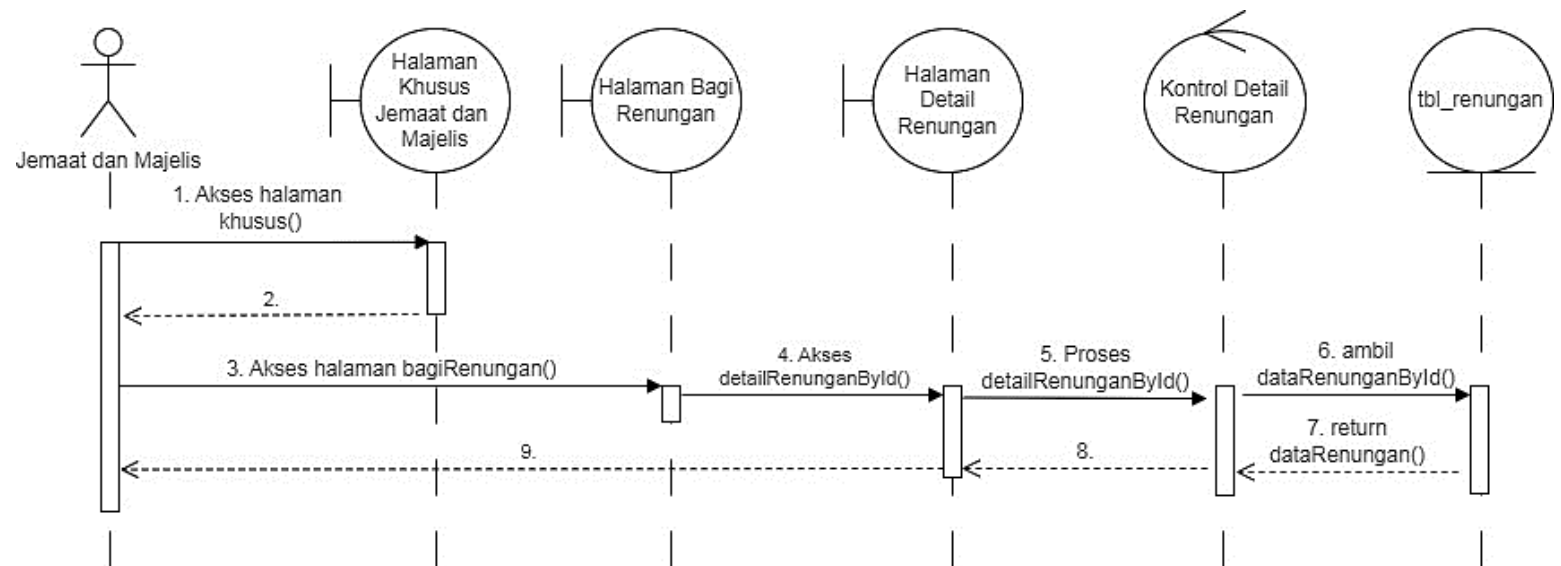 Halaman
Khusus
Jemaat dan
Majelis
Halaman Bagi
Renungan
Halaman
Detail
Renungan
Kontrol Detail
Renungan
tbl_renungan
Jemaat dan Majelis
1. Akses halaman
khusus()
2.
3. Akses halaman bagiRenungan()
4. Akses
detailRenunganById()
5. Proses
detailRenunganById()
6. ambil
dataRenunganById()
7. return
dataRenungan()
8.
9.